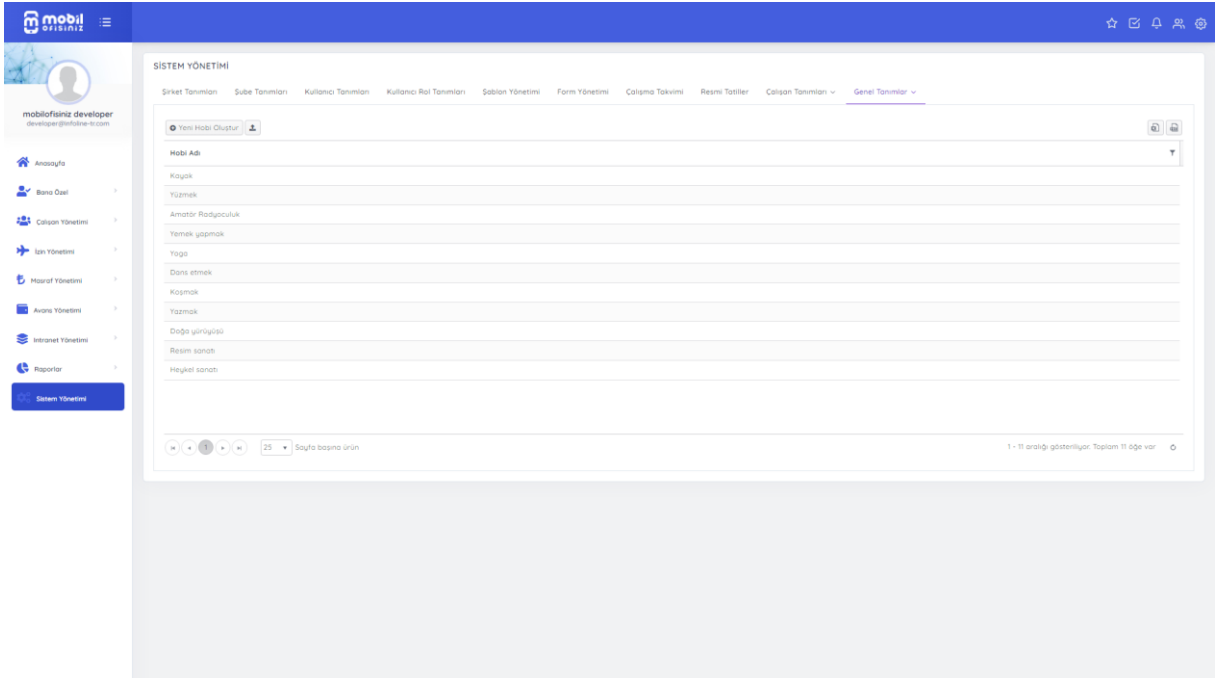 mobil
ofisiniz
mobilofisiniz developer
developer@infoline-tr.com
Anasayfa
Bana Özel
Çalışan Yönetimi
İzin Yönetimi
Masraf Yönetimi
Avans Yönetimi
İntranet Yönetimi
Raporlar
Sistem Yönetimi
SİSTEM YÖNETİMİ
Şirket Tanımları Şube Tanımları Kullanıcı Tanımları Kullanıcı Rol Tanımları Şablon Yönetimi Form Yönetimi Çalışma Takvimi Resmi Tatiller Çalışan Tanımları Genel Tanımlar
Yeni Hobi Oluştur
Hobi Adı
Kayak
Yüzmek
Amatör Radyoculuk
Yemek yapmak
Yoga
Dans etmek
Koşmak
Yazmak
Doğa yürüyüşü
Resim sanatı
Heykel sanatı
1 25 Sayfa başına ürün 1 - 11 aralığı gösteriliyor. Toplam 11 öğe var